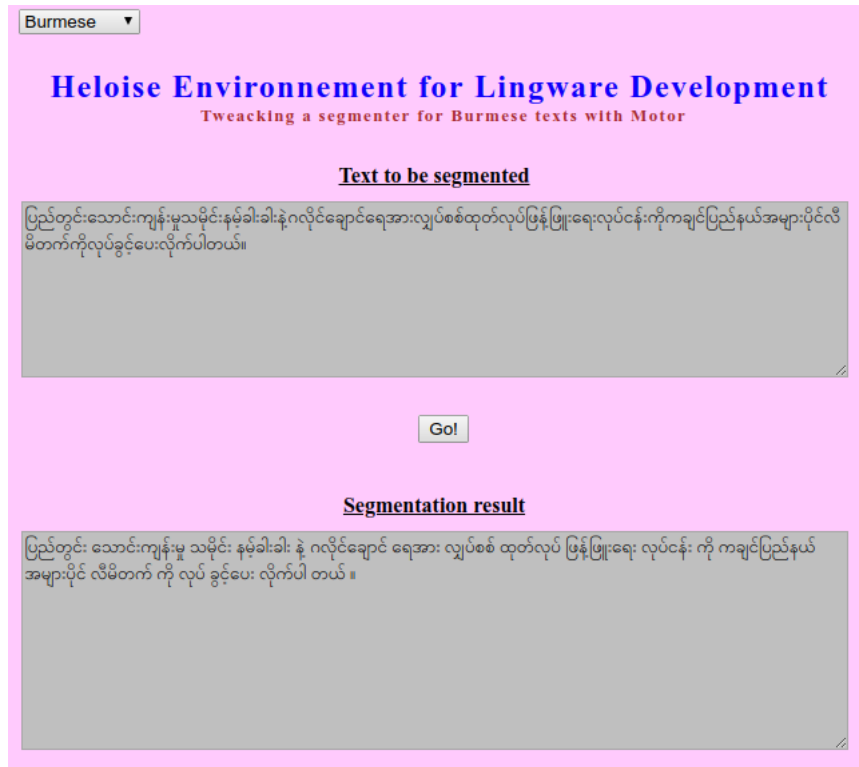 Burmese
Heloise Environnement for Lingware Development
Tweacking a segmenter for Burmese texts with Motor
Text to be segmented
ပြည်တွင်းသောင်းကျန်းမှုသမိုင်းနမ့်ခါးခါးနဲ့ဂလိုင်ချောင်ရေအားလျှပ်စစ်ထုတ်လုပ်ဖြန့်ဖြူးရေးလုပ်ငန်းကိုကချင်ပြည်နယ်အများပိုင်လီ
မိတက်ကိုလုပ်ခွင့်ပေးလိုက်ပါတယ်။
Go!
Segmentation result
ပြည်တွင်း သောင်းကျန်းမှု သမိုင်း နမ့်ခါးခါး နဲ့ ဂလိုင်ချောင် ရေအား လျှပ်စစ် ထုတ်လုပ် ဖြန့်ဖြူးရေး လုပ်ငန်း ကို ကချင်ပြည်နယ်
အများပိုင် လီမိတက် ကို လုပ် ခွင့်ပေး လိုက်ပါ တယ် ။